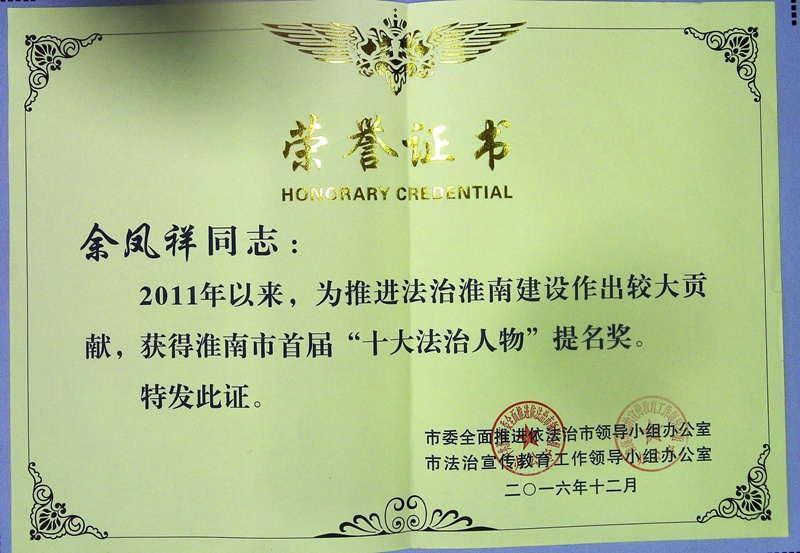 荣誉证书
HONORARY CREDENTIAL
余凤祥同志：
2011年以来，为推进法治淮南建设作出较大贡
献，获得淮南市首届“十大法治人物”提名奖。
特发此证。
市委全面推进依法治市领导小组办公室
市法治宣传教育工作领导小组办公室
二〇一六年十二月